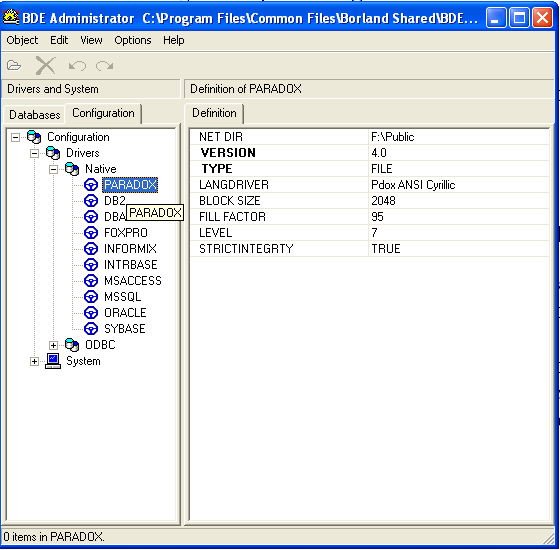 BDE Administrator C:\Program Files\Common Files\Borland Shared\BDE...
Object Edit View Options Help
Drivers and System
Definition of PARADOX
Databases Configuration
Definition
Configuration
Drivers
Native
PARADOX
DB2
DBA
PARADOX
FOXPRO
INFORMIX
INTRBASE
MSACCESS
MSSQL
ORACLE
SYBASE
ODBC
System
NET DIR F:\Public
VERSION 4.0
TYPE FILE
LANGDRIVER Pdox ANSI Cyrillic
BLOCK SIZE 2048
FILL FACTOR 95
LEVEL 7
STRICTINTEGRTY TRUE
0 items in PARADOX.